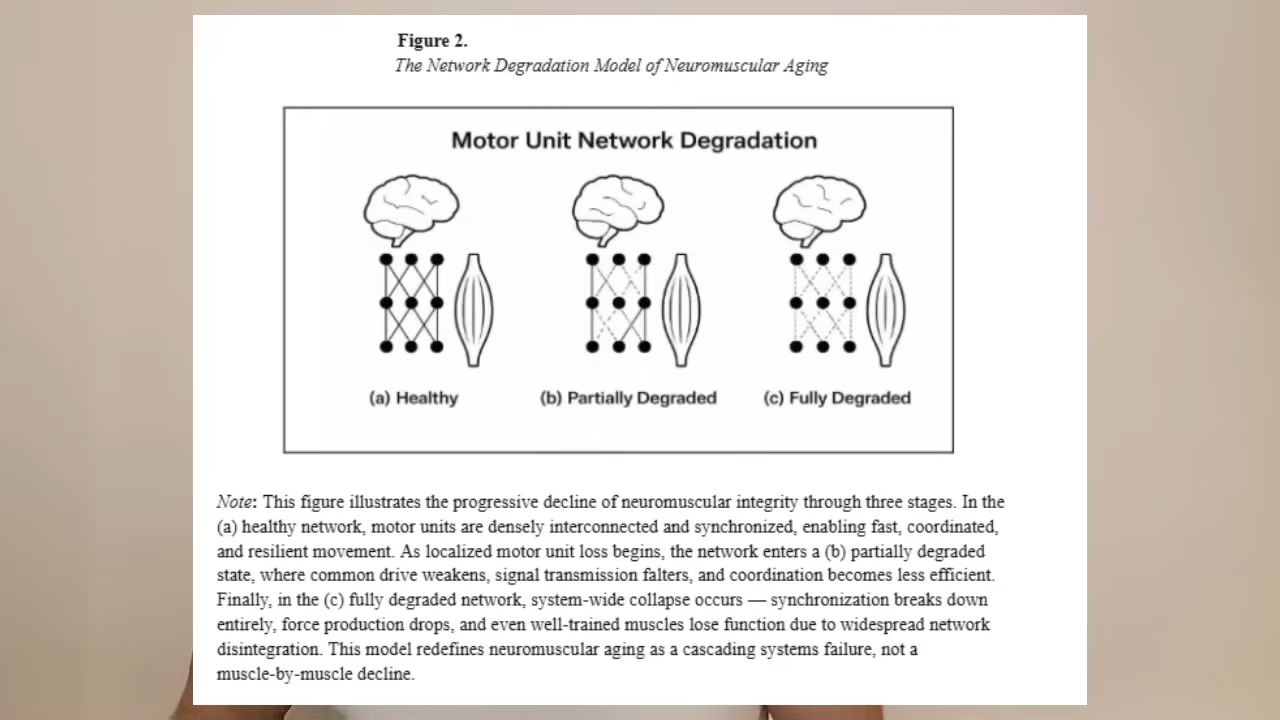 Figure 2.
The Network Degradation Model of Neuromuscular Aging
Motor Unit Network Degradation
(a) Healthy
(b) Partially Degraded
(c) Fully Degraded
Note: This figure illustrates the progressive decline of neuromuscular integrity through three stages. In the
(a) healthy network, motor units are densely interconnected and synchronized, enabling fast, coordinated,
and resilient movement. As localized motor unit loss begins, the network enters a (b) partially degraded
state, where common drive weakens, signal transmission falters, and coordination becomes less efficient.
Finally, in the (c) fully degraded network, system-wide collapse occurs — synchronization breaks down
entirely, force production drops, and even well-trained muscles lose function due to widespread network
disintegration. This model redefines neuromuscular aging as a cascading systems failure, not a
muscle-by-muscle decline.